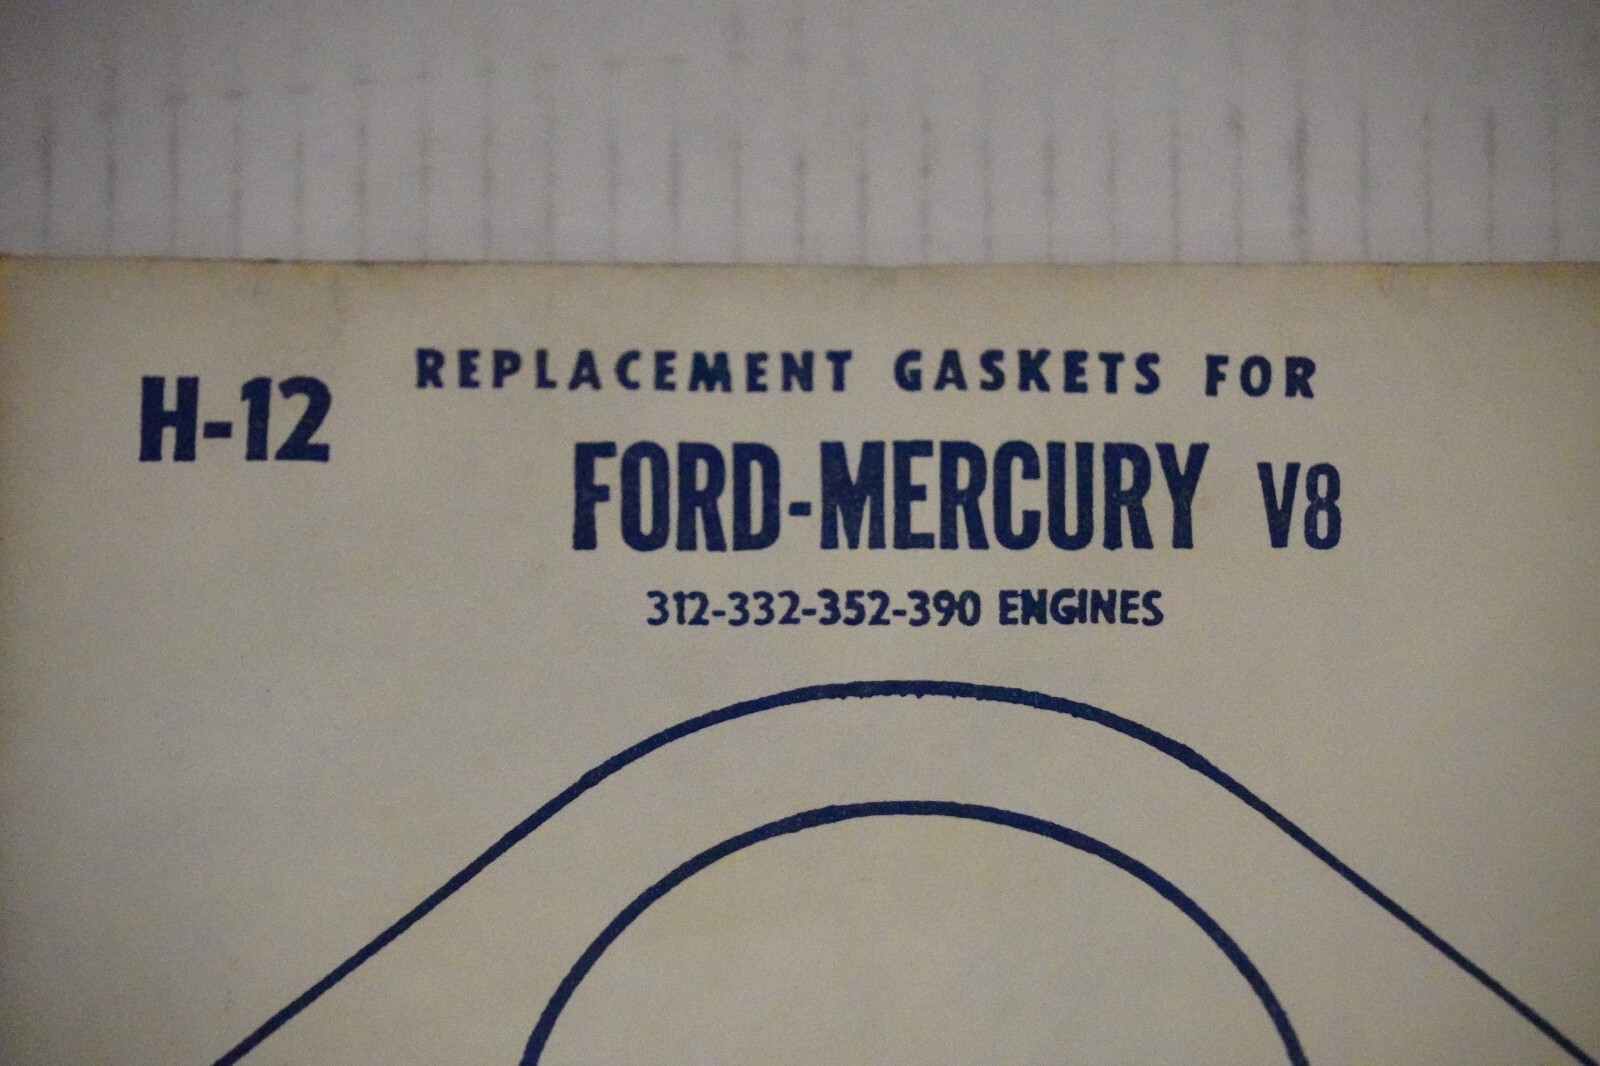 H-12
REPLACEMENT GASKETS FOR
FORD-MERCURY V8
312-332-352-390 ENGINES